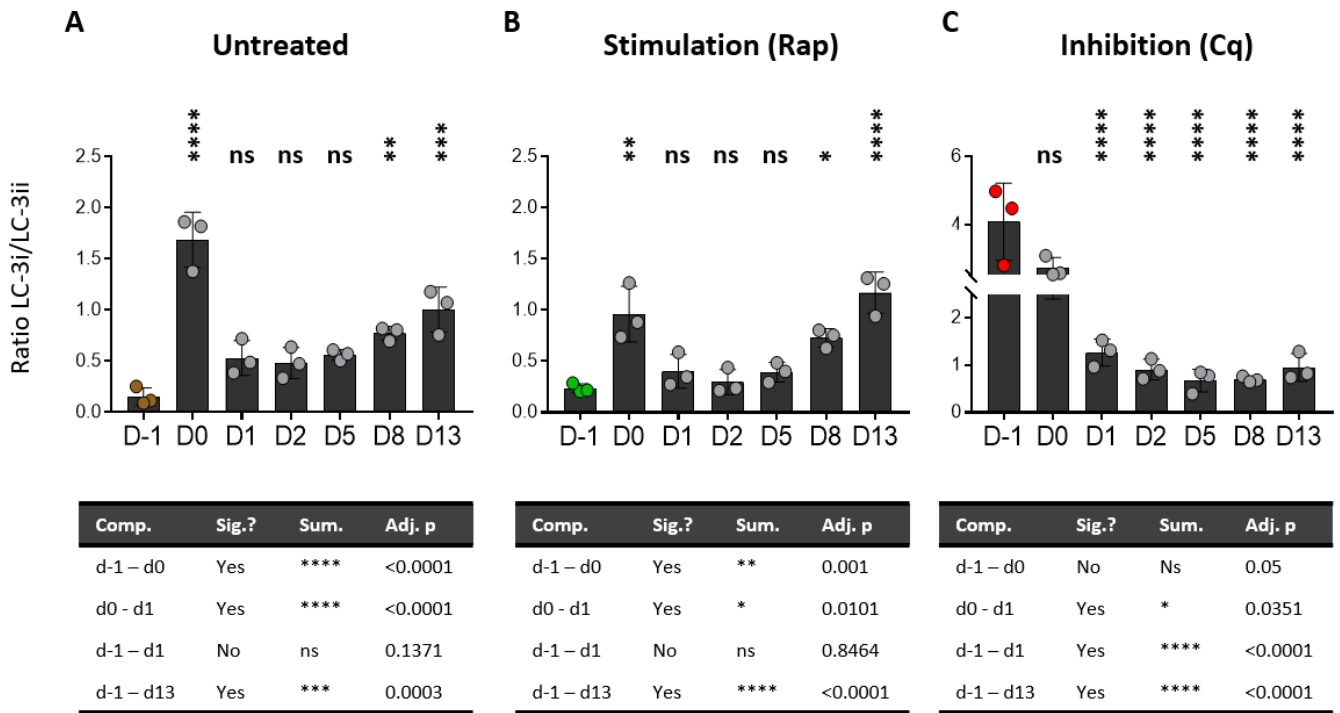 A
Untreated
B
Stimulation (Rap)
C
Inhibition (Cq)
Ratio LC-3i/LC-3ii
**** ns ns ns ** ***
2.5
2.0
1.5
1.0
0.5
0.0
D-1 D0 D1 D2 D5 D8 D13
** ns ns ns * ****
2.5
2.0
1.5
1.0
0.5
0.0
D-1 D0 D1 D2 D5 D8 D13
ns **** **** **** **** ****
6
4
2
1
0
D-1 D0 D1 D2 D5 D8 D13
Comp. Sig.? Sum. Adj. p
d-1 – d0 Yes **** <0.0001
d0 - d1 Yes **** <0.0001
d-1 – d1 No ns 0.1371
d-1 – d13 Yes *** 0.0003
Comp. Sig.? Sum. Adj. p
d-1 – d0 Yes ** 0.001
d0 - d1 Yes * 0.0101
d-1 – d1 No ns 0.8464
d-1 – d13 Yes **** <0.0001
Comp. Sig.? Sum. Adj. p
d-1 – d0 No Ns 0.05
d0 - d1 Yes * 0.0351
d-1 – d1 Yes **** <0.0001
d-1 – d13 Yes **** <0.0001